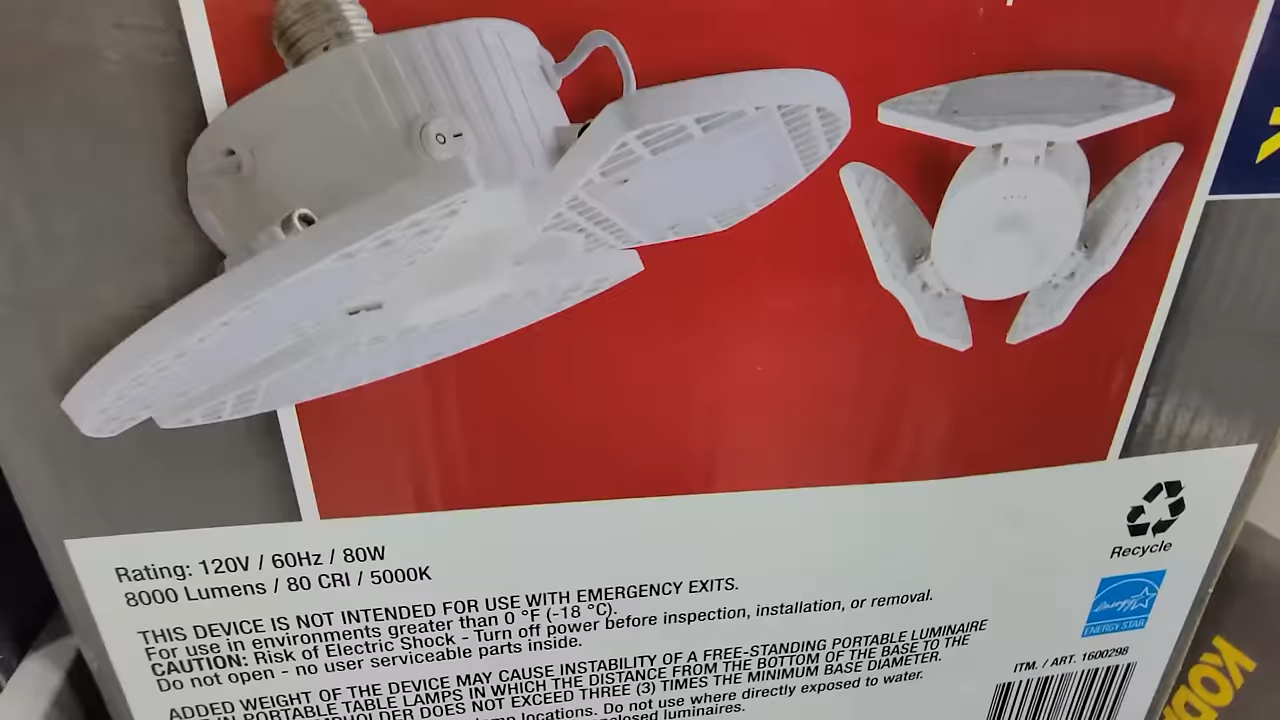 Rating: 120V / 60Hz / 80W
8000 Lumens / 80 CRI / 5000K
THIS DEVICE IS NOT INTENDED FOR USE WITH EMERGENCY EXITS.
For use in environments greater than 0 °F (-18 °C).
CAUTION: Risk of Electric Shock - Turn off power before inspection, installation, or removal.
Do not open - no user serviceable parts inside.
ADDED WEIGHT OF THE DEVICE MAY CAUSE INSTABILITY OF A FREE-STANDING PORTABLE LUMINAIRE
IN PORTABLE TABLE LAMPS IN WHICH THE DISTANCE FROM THE BOTTOM OF THE BASE TO THE
DOES NOT EXCEED THREE (3) TIMES THE MINIMUM BASE DIAMETER.
locations. Do not use where directly exposed to water.
luminaires.
Recycle
energy
ENERGY STAR
ITM. / ART. 1600298
O -